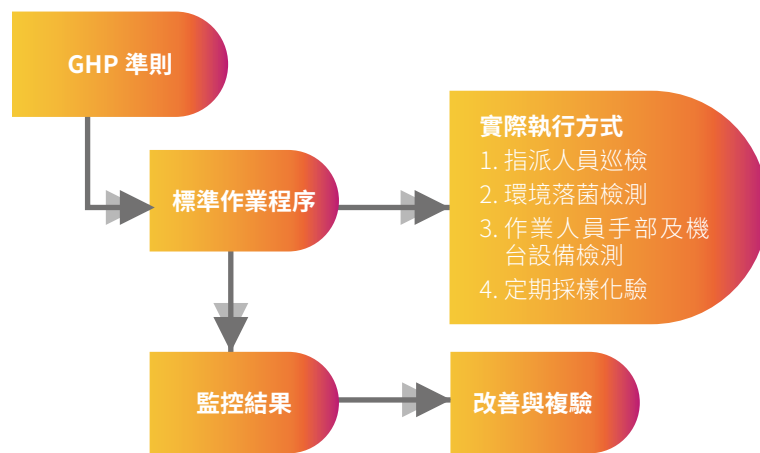 GHP 準則
標準作業程序
實際執行方式
1. 指派人員巡檢
2. 環境落菌檢測
3. 作業人員手部及機
台設備檢測
4. 定期採樣化驗
監控結果
改善與複驗